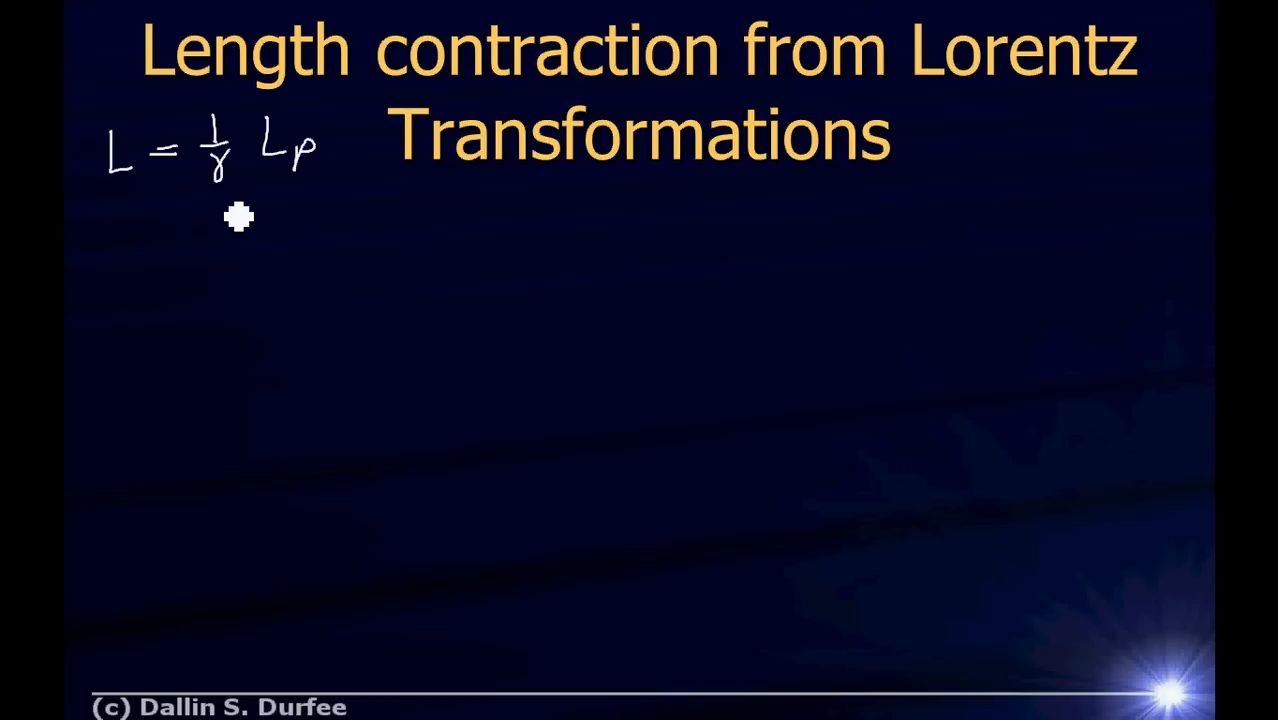 Length contraction from Lorentz
Transformations
L = 1/γ Lp
(c) Dallin S. Durfee